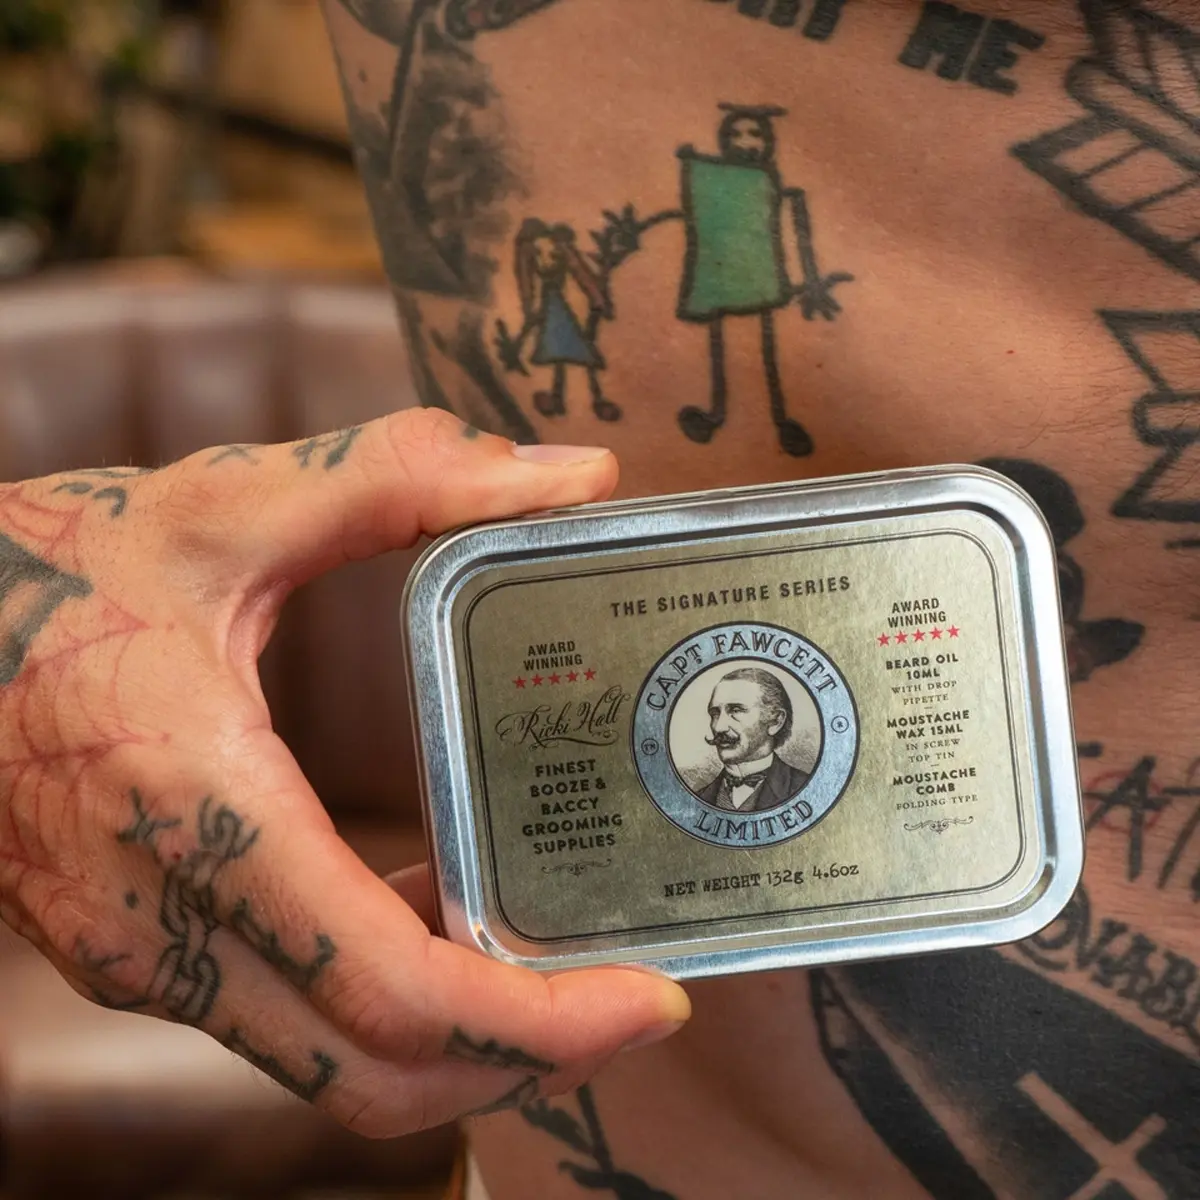 ME
THE SIGNATURE SERIES
AWARD
WINNING
Ricki Hall
FINEST
BOOZE &
BACCY
GROOMING
SUPPLIES
CAPT FAWCETT
LIMITED
TM
R
AWARD
WINNING
BEARD OIL
10ML
WITH DROP
PIPETTE
MOUSTACHE
WAX 15ML
IN SCREW
TOP TIN
MOUSTACHE
COMB
FOLDING TYPE
NET WEIGHT 132g 4.6oz